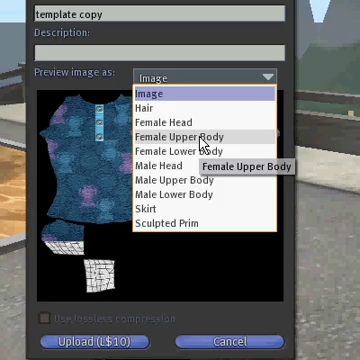 template copy
Description:
Preview image as:
Image
Image
Hair
Female Head
Female Upper Body
Female Lower Body
Male Head
Female Upper Body
Male Upper Body
Male Lower Body
Skirt
Sculpted Prim
Use lossless compression
Upload (L$10)
Cancel